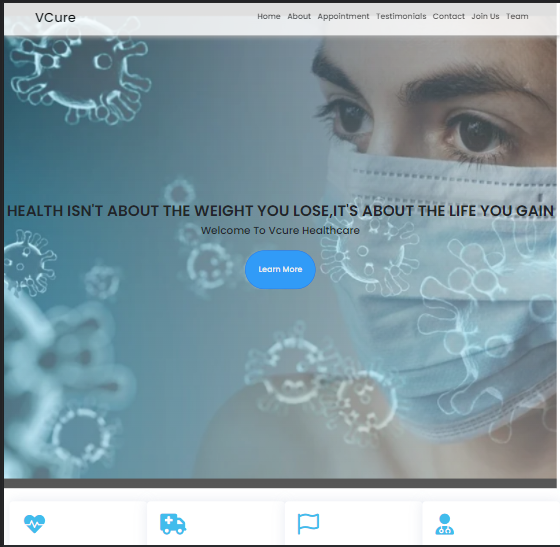 VCure
Home About Appointment Testimonials Contact Join Us Team
HEALTH ISN'T ABOUT THE WEIGHT YOU LOSE,IT'S ABOUT THE LIFE YOU GAIN
Welcome To Vcure Healthcare
Learn More